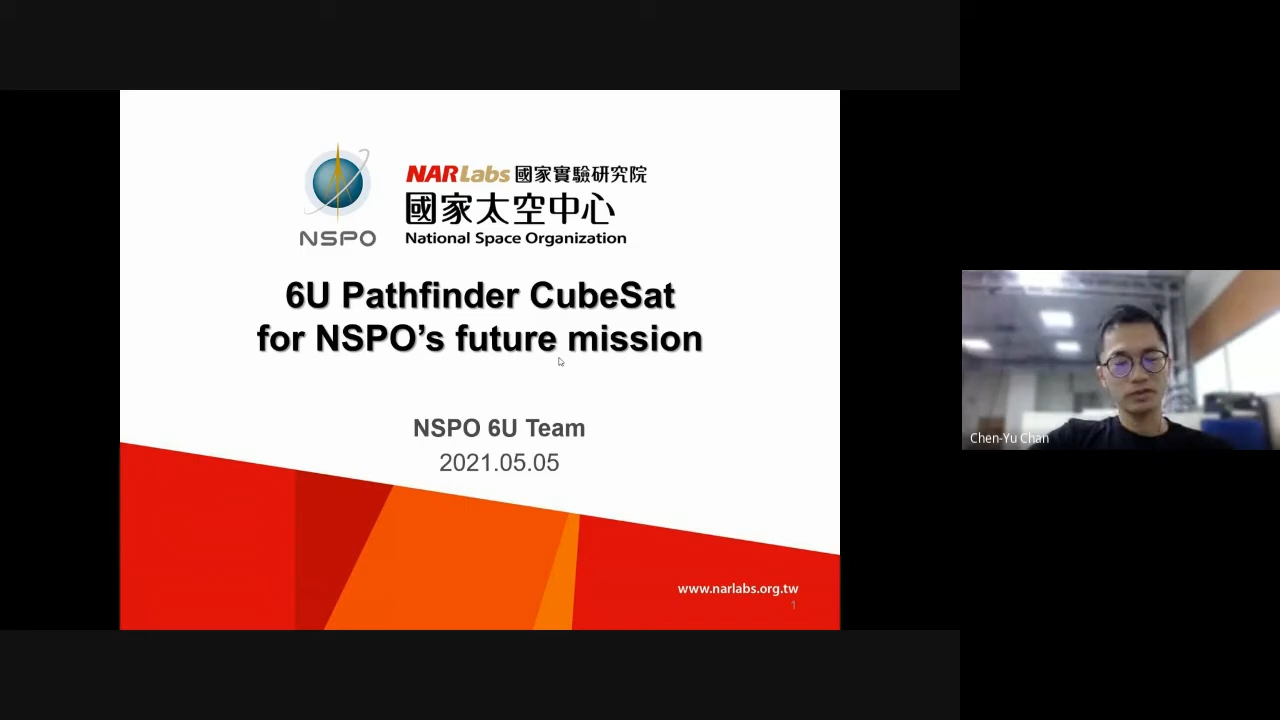 NARLabs 國家實驗研究院
國家太空中心
NSPO
National Space Organization
6U Pathfinder CubeSat
for NSPO’s future mission
NSPO 6U Team
2021.05.05
www.narlabs.org.tw
1
Chen-Yu Chan